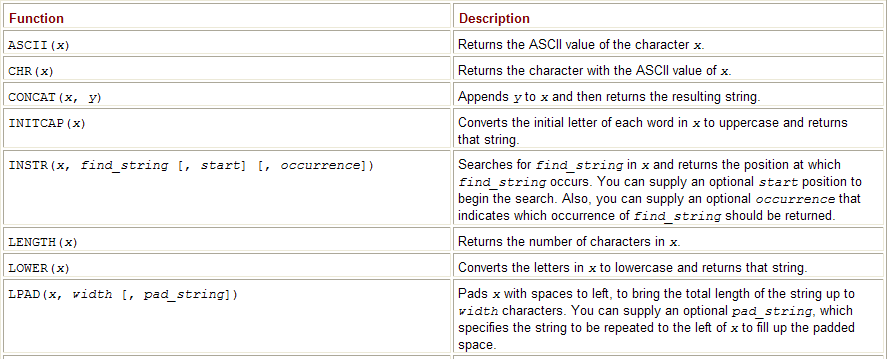 Function Description
ASCII(x) Returns the ASCII value of the character x.
CHR(x) Returns the character with the ASCII value of x.
CONCAT(x, y) Appends y to x and then returns the resulting string.
INITCAP(x) Converts the initial letter of each word in x to uppercase and returns
that string.
INSTR(x, find_string [, start] [, occurrence]) Searches for find_string in x and returns the position at which
find_string occurs. You can supply an optional start position to
begin the search. Also, you can supply an optional occurrence that
indicates which occurrence of find_string should be returned.
LENGTH(x) Returns the number of characters in x.
LOWER(x) Converts the letters in x to lowercase and returns that string.
LPAD(x, width [, pad_string]) Pads x with spaces to left, to bring the total length of the string up to
width characters. You can supply an optional pad_string, which
specifies the string to be repeated to the left of x to fill up the padded
space.